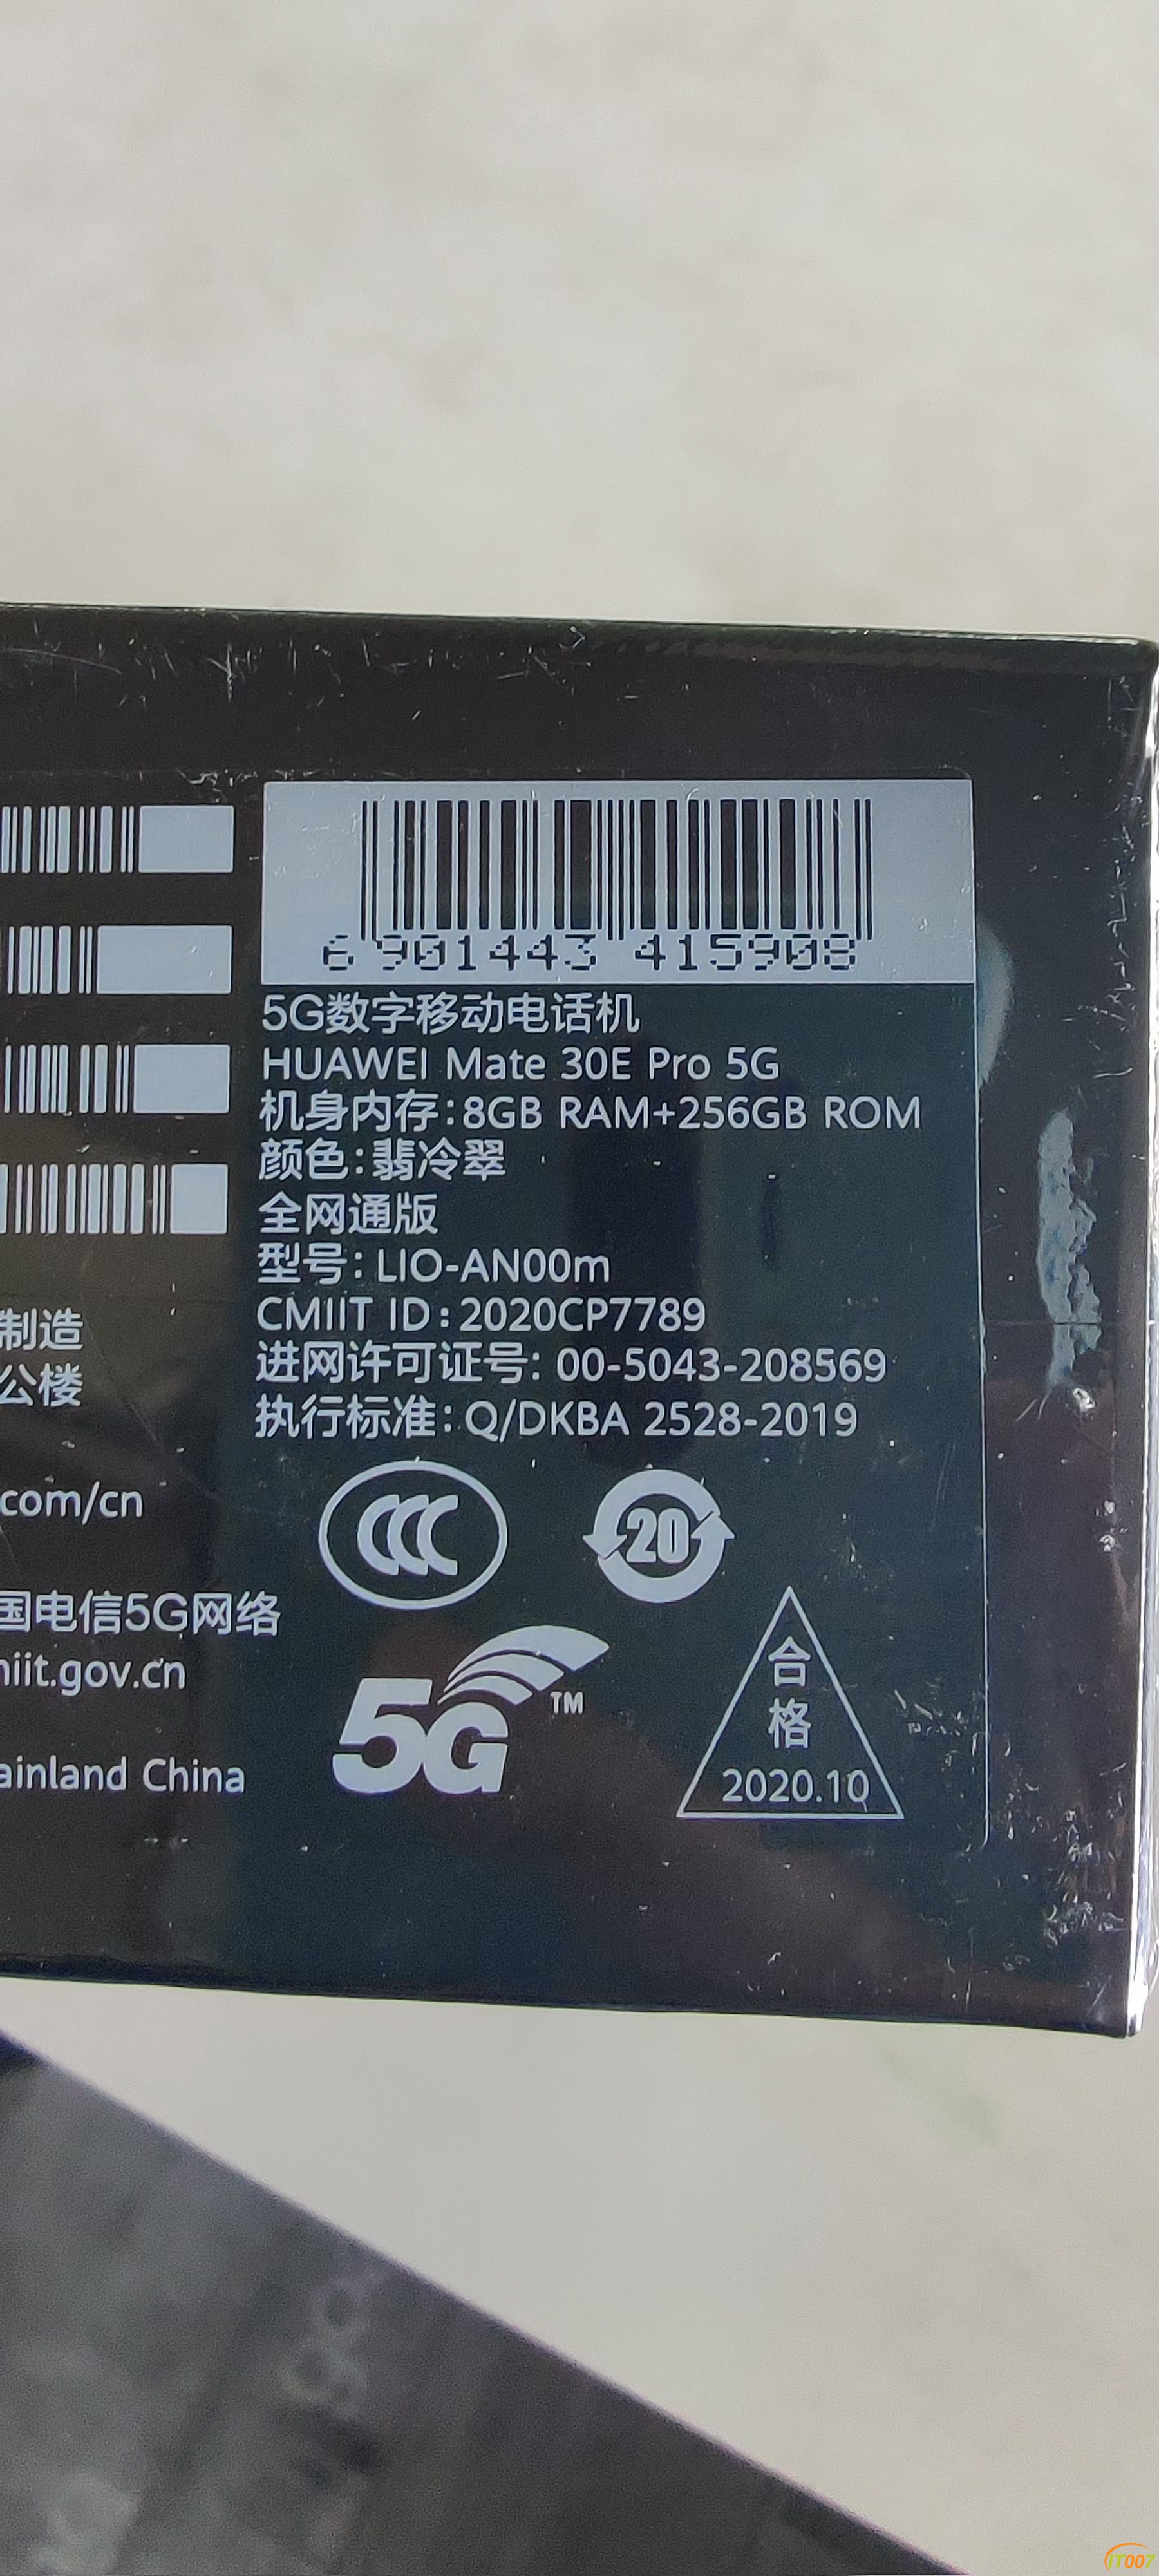 6 901443 415908
5G数字移动电话机
HUAWEI Mate 30E Pro 5G
机身内存:8GB RAM+256GB ROM
颜色:翡冷翠
全网通版
型号:LIO-AN00m
CMIIT ID:2020CP7789
进网许可证号: 00-5043-208569
执行标准:Q/DKBA 2528-2019
制造
公楼
.com/cn
国电信5G网络
miit.gov.cn
ainland China
CCC
20
5G™
合
格
2020.10
IT007